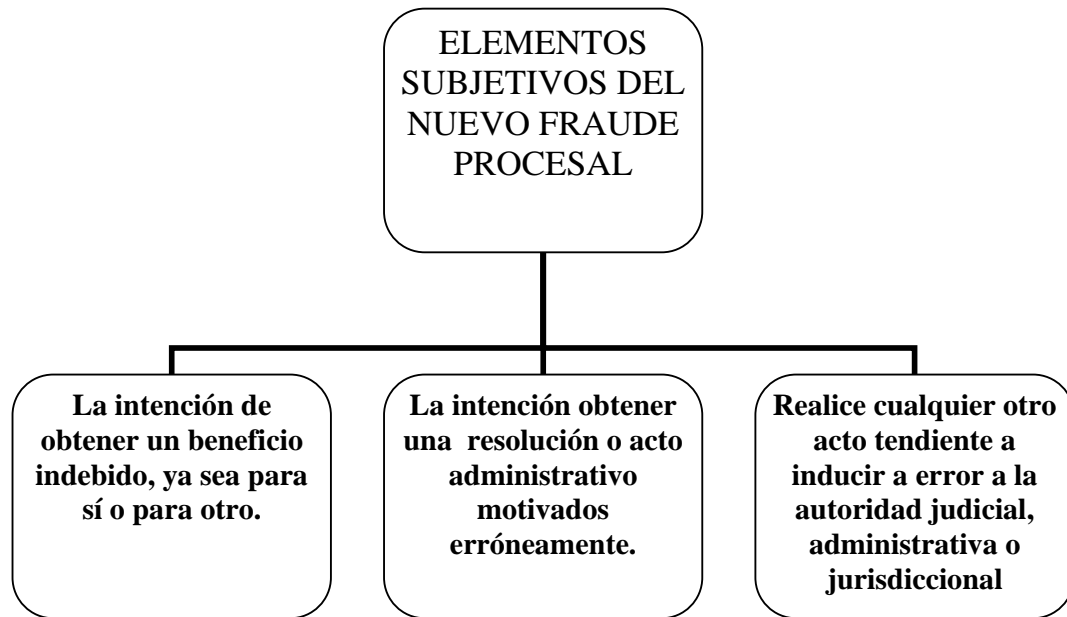 ELEMENTOS
SUBJETIVOS DEL
NUEVO FRAUDE
PROCESAL
La intención de
obtener un beneficio
indebido, ya sea para
sí o para otro.
La intención obtener
una resolución o acto
administrativo
motivados
erróneamente.
Realice cualquier otro
acto tendiente a
inducir a error a la
autoridad judicial,
administrativa o
jurisdiccional